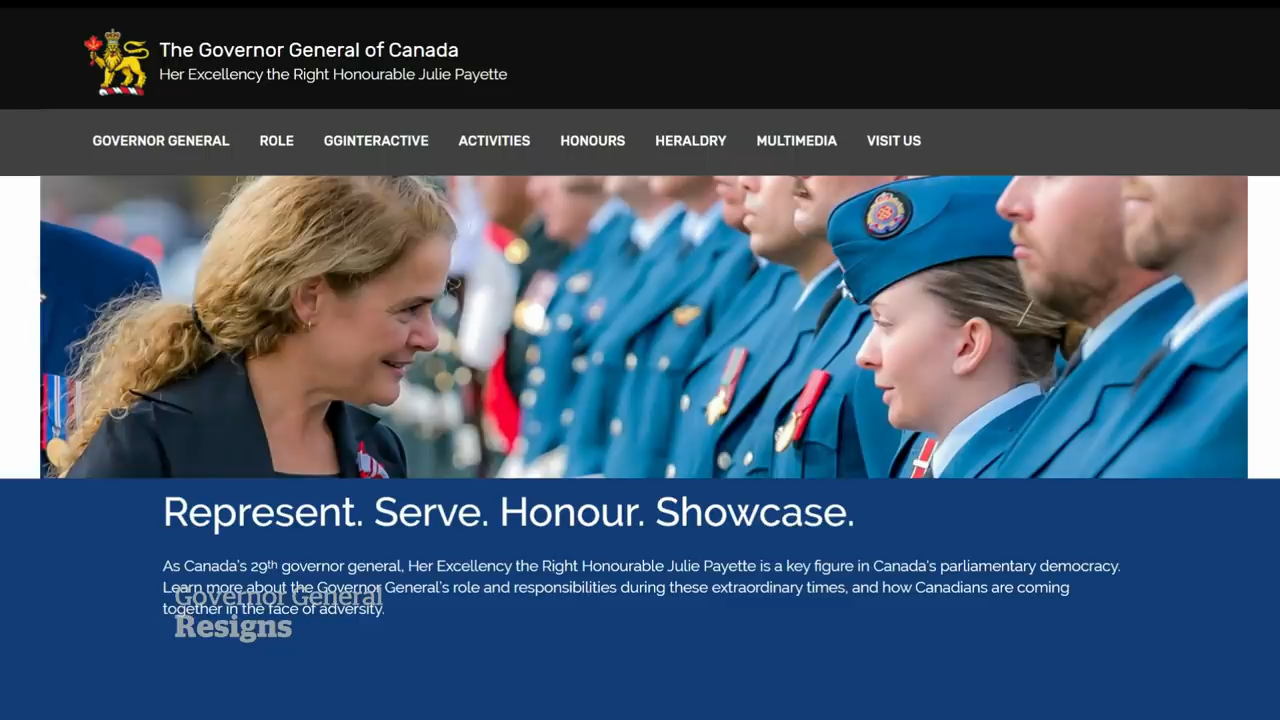 The Governor General of Canada
Her Excellency the Right Honourable Julie Payette
GOVERNOR GENERAL ROLE GGINTERACTIVE ACTIVITIES HONOURS HERALDRY MULTIMEDIA VISIT US
Represent. Serve. Honour. Showcase.
As Canada's 29th governor general, Her Excellency the Right Honourable Julie Payette is a key figure in Canada's parliamentary democracy.
Learn more about the Governor General's role and responsibilities during these extraordinary times, and how Canadians are coming
together in the face of adversity.
Governor General
Resigns